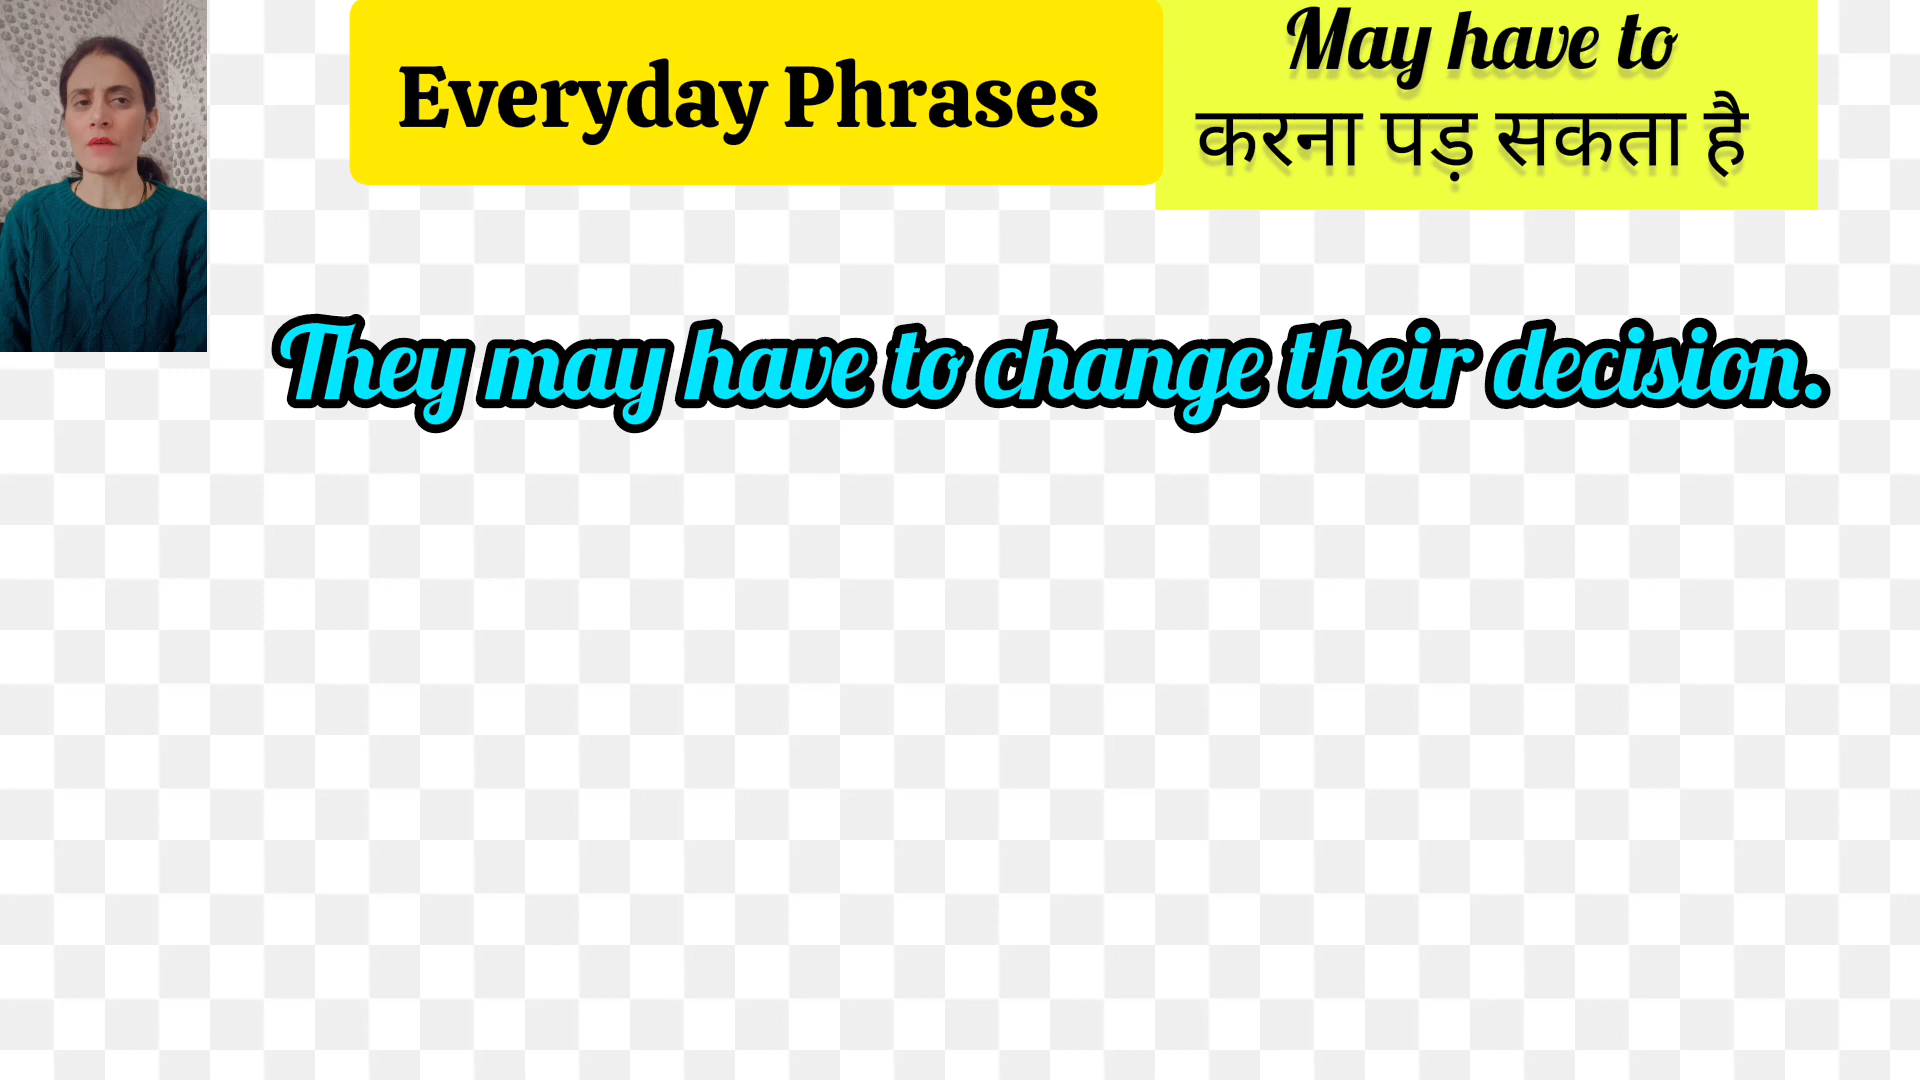 Everyday Phrases
May have to
करना पड़ सकता है
They may have to change their decision.